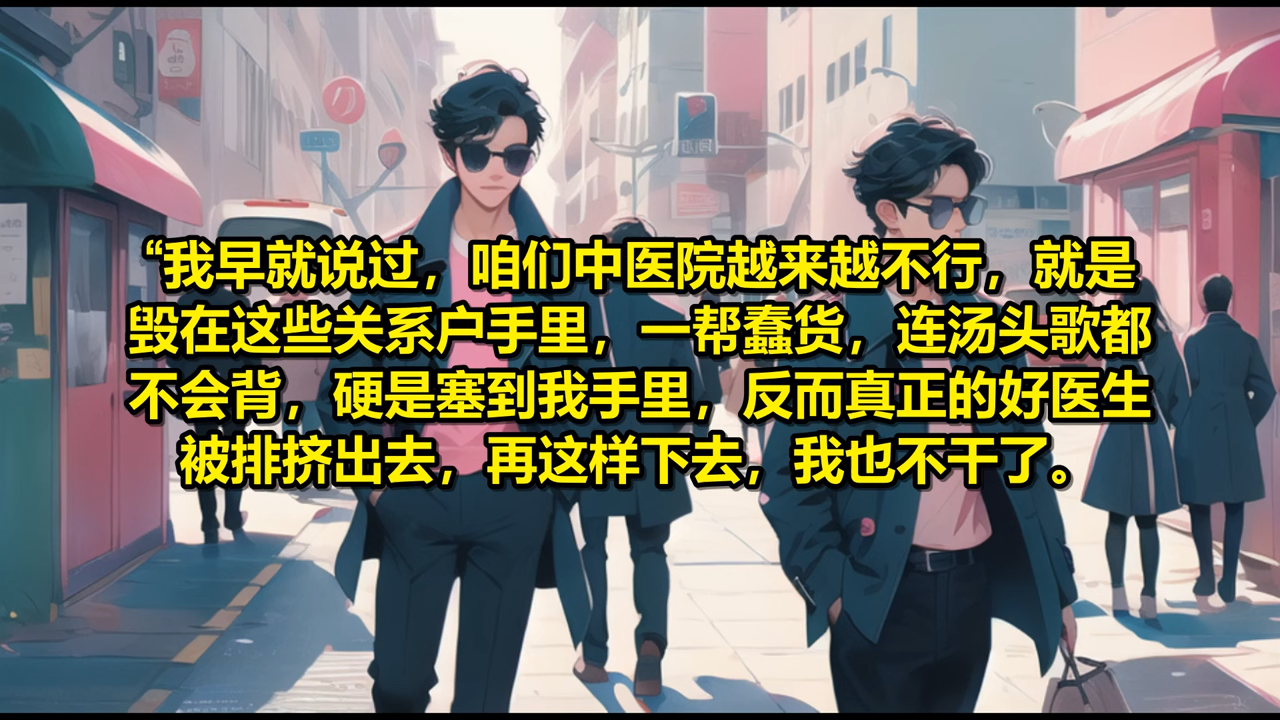 “我早就说过，咱们中医院越来越不行，就是
毁在这些关系户手里，一帮蠢货，连汤头歌都
不会背，硬是塞到我手里，反而真正的好医生
被排挤出去，再这样下去，我也不干了。